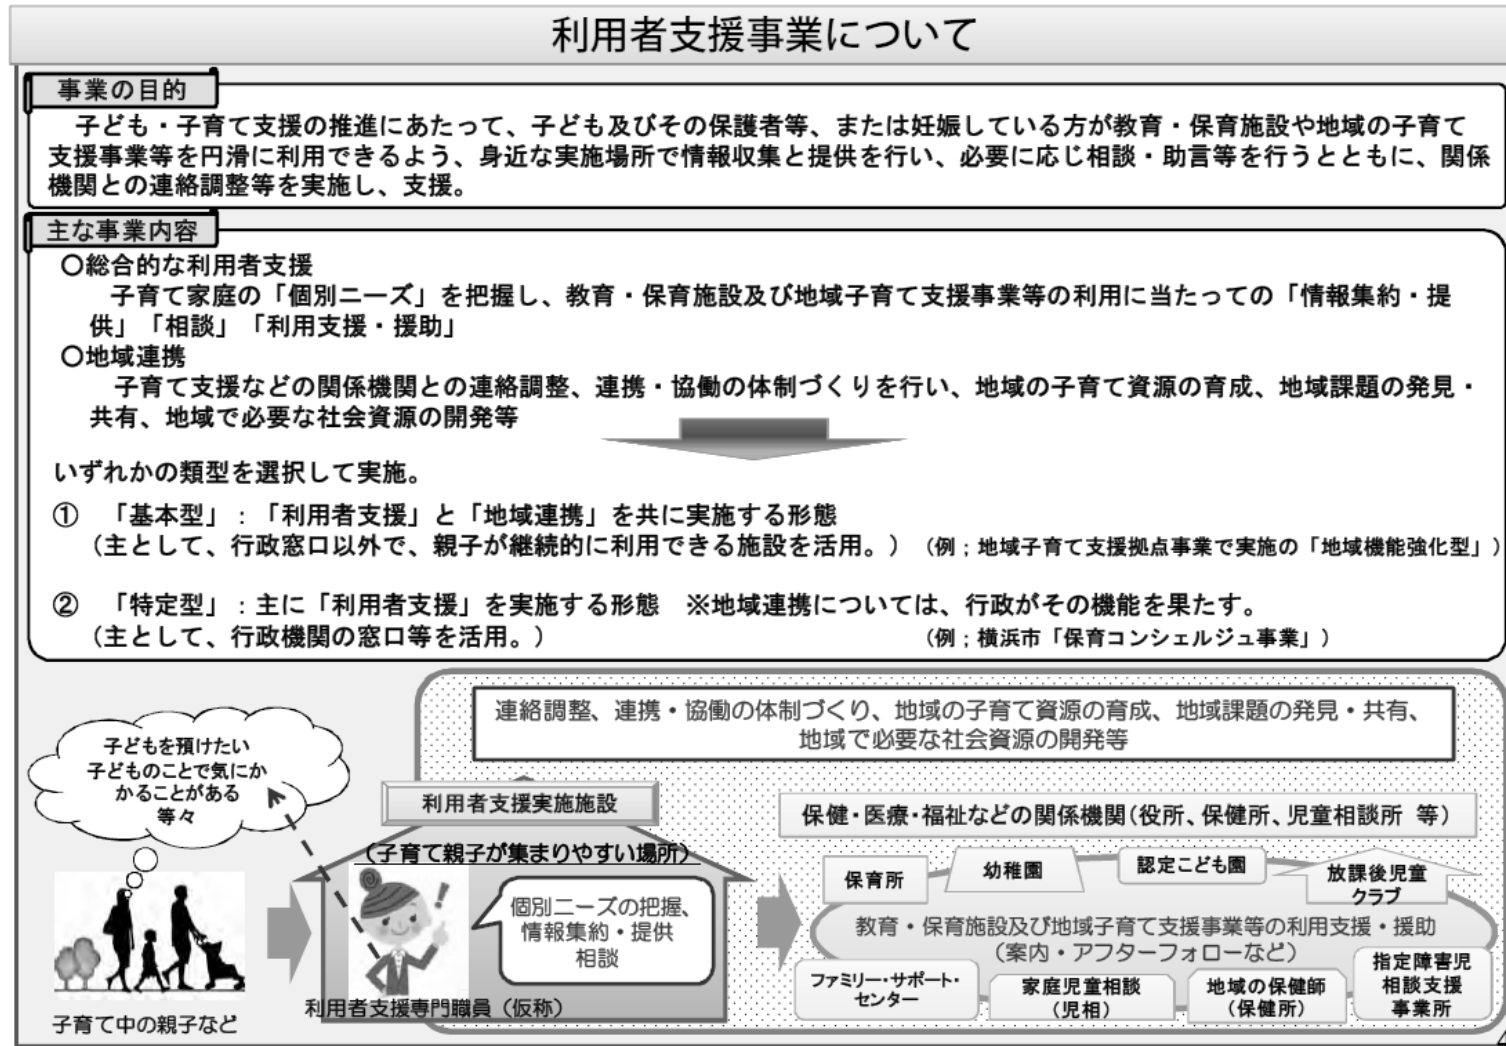 利用者支援事業について
事業の目的
子ども・子育て支援の推進にあたって、子ども及びその保護者等、または妊娠している方が教育・保育施設や地域の子育て
支援事業等を円滑に利用できるよう、身近な実施場所で情報収集と提供を行い、必要に応じ相談・助言等を行うとともに、関係
機関との連絡調整等を実施し、支援。
主な事業内容
〇総合的な利用者支援
子育て家庭の「個別ニーズ」を把握し、教育・保育施設及び地域子育て支援事業等の利用に当たっての「情報集約・提
供」「相談」「利用支援・援助」
〇地域連携
子育て支援などの関係機関との連絡調整、連携・協働の体制づくりを行い、地域の子育て資源の育成、地域課題の発見・
共有、地域で必要な社会資源の開発等
いずれかの類型を選択して実施。
① 「基本型」：「利用者支援」と「地域連携」を共に実施する形態
（主として、行政窓口以外で、親子が継続的に利用できる施設を活用。）（例；地域子育て支援拠点事業で実施の「地域機能強化型」）
② 「特定型」：主に「利用者支援」を実施する形態 ※地域連携については、行政がその機能を果たす。
（主として、行政機関の窓口等を活用。） （例；横浜市「保育コンシェルジュ事業」）
連絡調整、連携・協働の体制づくり、地域の子育て資源の育成、地域課題の発見・共有、
地域で必要な社会資源の開発等
子どもを預けたい
子どものことで気にか
かることがある
等々
子育て中の親子など
利用者支援実施施設
（子育て親子が集まりやすい場所）
個別ニーズの把握、
情報集約・提供
相談
利用者支援専門職員（仮称）
保健・医療・福祉などの関係機関（役所、保健所、児童相談所 等）
保育所
幼稚園
認定こども園
放課後児童
クラブ
教育・保育施設及び地域子育て支援事業等の利用支援・援助
（案内・アフターフォローなど）
ファミリー・サポート・
センター
家庭児童相談
（児相）
地域の保健師
（保健所）
指定障害児
相談支援
事業所